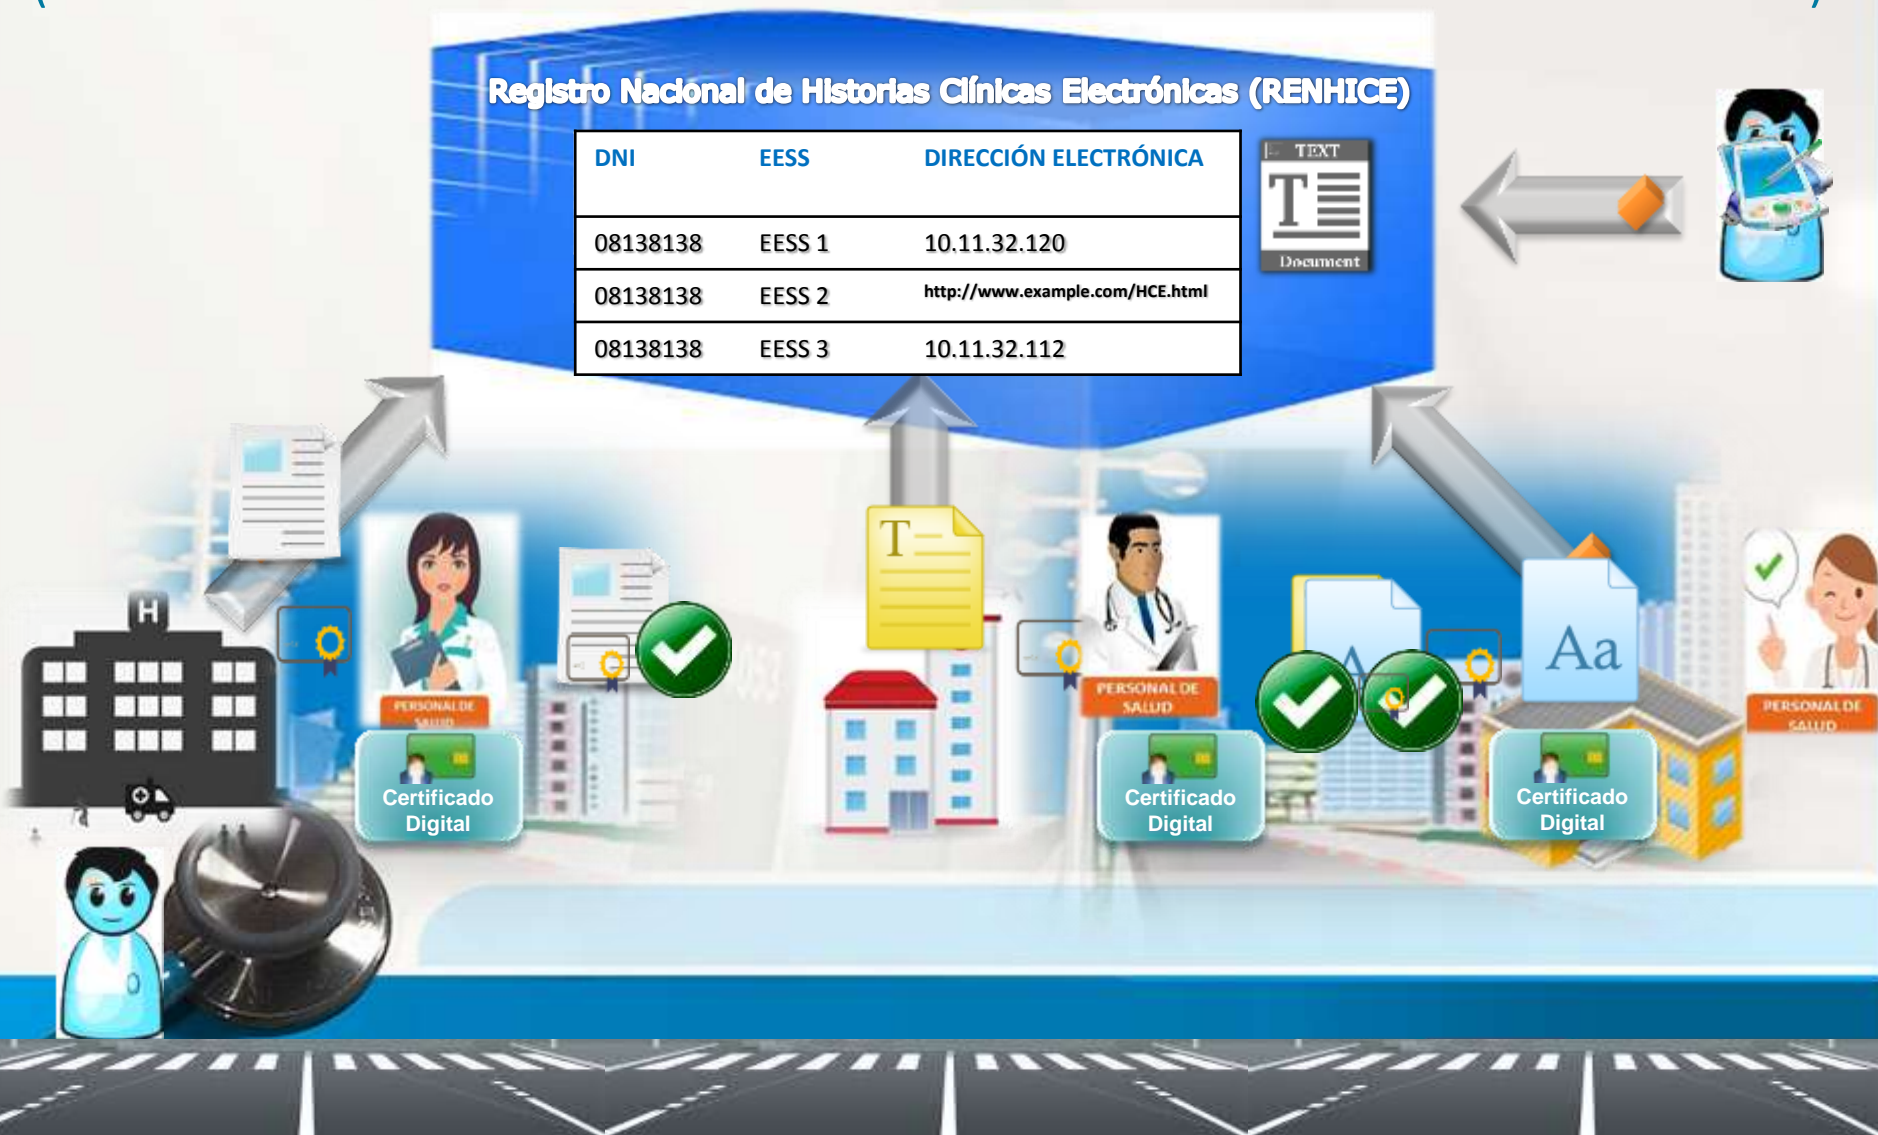 Registro Nacional de Historias Clínicas Electrónicas (RENHICE)
DNI EESS DIRECCIÓN ELECTRÓNICA
08138138 EESS 1 10.11.32.120
08138138 EESS 2 http://www.example.com/HCE.html
08138138 EESS 3 10.11.32.112
TEXT
T
Document
T
H
Aa
A
PERSONAL DE
SALUD
PERSONAL DE
SALUD
PERSONAL DE
SALUD
Certificado
Digital
Certificado
Digital
Certificado
Digital